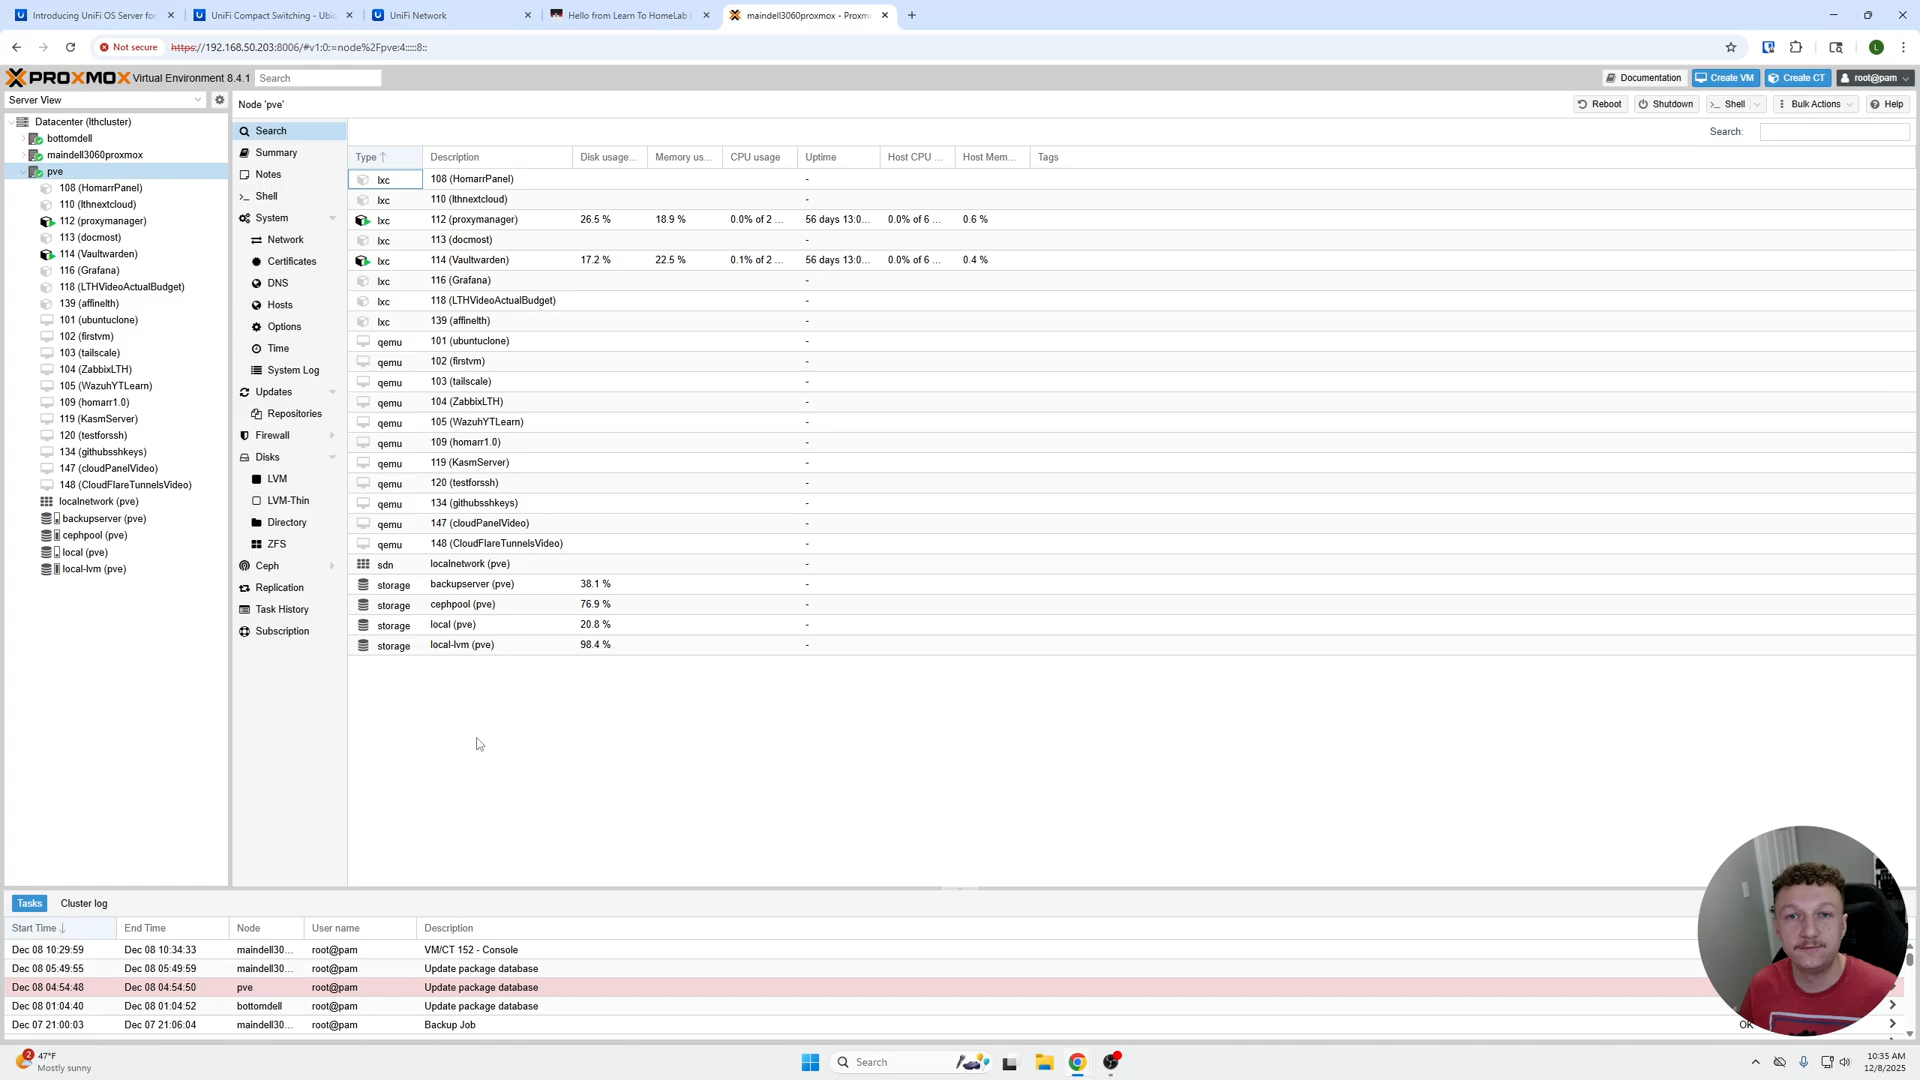 Introducing UniFi OS Server for
UniFi Compact Switching - Ubi
UniFi Network
Hello from Learn To HomeLab
maindell3060proxmox - Proxm
Not secure
https://192.168.50.203:8006/#v1:0:=node%2Fpve:4:::::8::
L
PROXMOX Virtual Environment 8.4.1
Search
Documentation
Create VM
Create CT
root@pam
Server View
Node 'pve'
Reboot
Shutdown
Shell
Bulk Actions
Help
Datacenter (lthcluster)
bottomdell
maindell3060proxmox
pve
108 (HomarrPanel)
110 (lthnextcloud)
112 (proxymanager)
113 (docmost)
114 (Vaultwarden)
116 (Grafana)
118 (LTHVideoActualBudget)
139 (affinelth)
101 (ubuntuclone)
102 (firstvm)
103 (tailscale)
104 (ZabbixLTH)
105 (WazuhYTLearn)
109 (homarr1.0)
119 (KasmServer)
120 (testforssh)
134 (githubsshkeys)
147 (cloudPanelVideo)
148 (CloudFlareTunnelsVideo)
localnetwork (pve)
backupserver (pve)
cephpool (pve)
local (pve)
local-lvm (pve)
Search
Summary
Notes
Shell
System
Network
Certificates
DNS
Hosts
Options
Time
System Log
Updates
Repositories
Firewall
Disks
LVM
LVM-Thin
Directory
ZFS
Ceph
Replication
Task History
Subscription
Search:
Type Description Disk usage... Memory us... CPU usage Uptime Host CPU ... Host Mem... Tags
lxc 108 (HomarrPanel) -
lxc 110 (lthnextcloud) -
lxc 112 (proxymanager) 26.5 % 18.9 % 0.0% of 2 ... 56 days 13:0... 0.0% of 6 ... 0.6 %
lxc 113 (docmost) -
lxc 114 (Vaultwarden) 17.2 % 22.5 % 0.1% of 2 ... 56 days 13:0... 0.0% of 6 ... 0.4 %
lxc 116 (Grafana) -
lxc 118 (LTHVideoActualBudget) -
lxc 139 (affinelth) -
qemu 101 (ubuntuclone) -
qemu 102 (firstvm) -
qemu 103 (tailscale) -
qemu 104 (ZabbixLTH) -
qemu 105 (WazuhYTLearn) -
qemu 109 (homarr1.0) -
qemu 119 (KasmServer) -
qemu 120 (testforssh) -
qemu 134 (githubsshkeys) -
qemu 147 (cloudPanelVideo) -
qemu 148 (CloudFlareTunnelsVideo) -
sdn localnetwork (pve) -
storage backupserver (pve) 38.1 % -
storage cephpool (pve) 76.9 % -
storage local (pve) 20.8 % -
storage local-lvm (pve) 98.4 % -
Tasks Cluster log
Start Time End Time Node User name Description
Dec 08 10:29:59 Dec 08 10:34:33 maindell30... root@pam VM/CT 152 - Console
Dec 08 05:49:55 Dec 08 05:49:59 maindell30... root@pam Update package database
Dec 08 04:54:48 Dec 08 04:54:50 pve root@pam Update package database
Dec 08 01:04:40 Dec 08 01:04:52 bottomdell root@pam Update package database
Dec 07 21:00:03 Dec 07 21:06:04 maindell30... root@pam Backup Job OK
2
47°F
Mostly sunny
Search
10:35 AM
12/8/2025